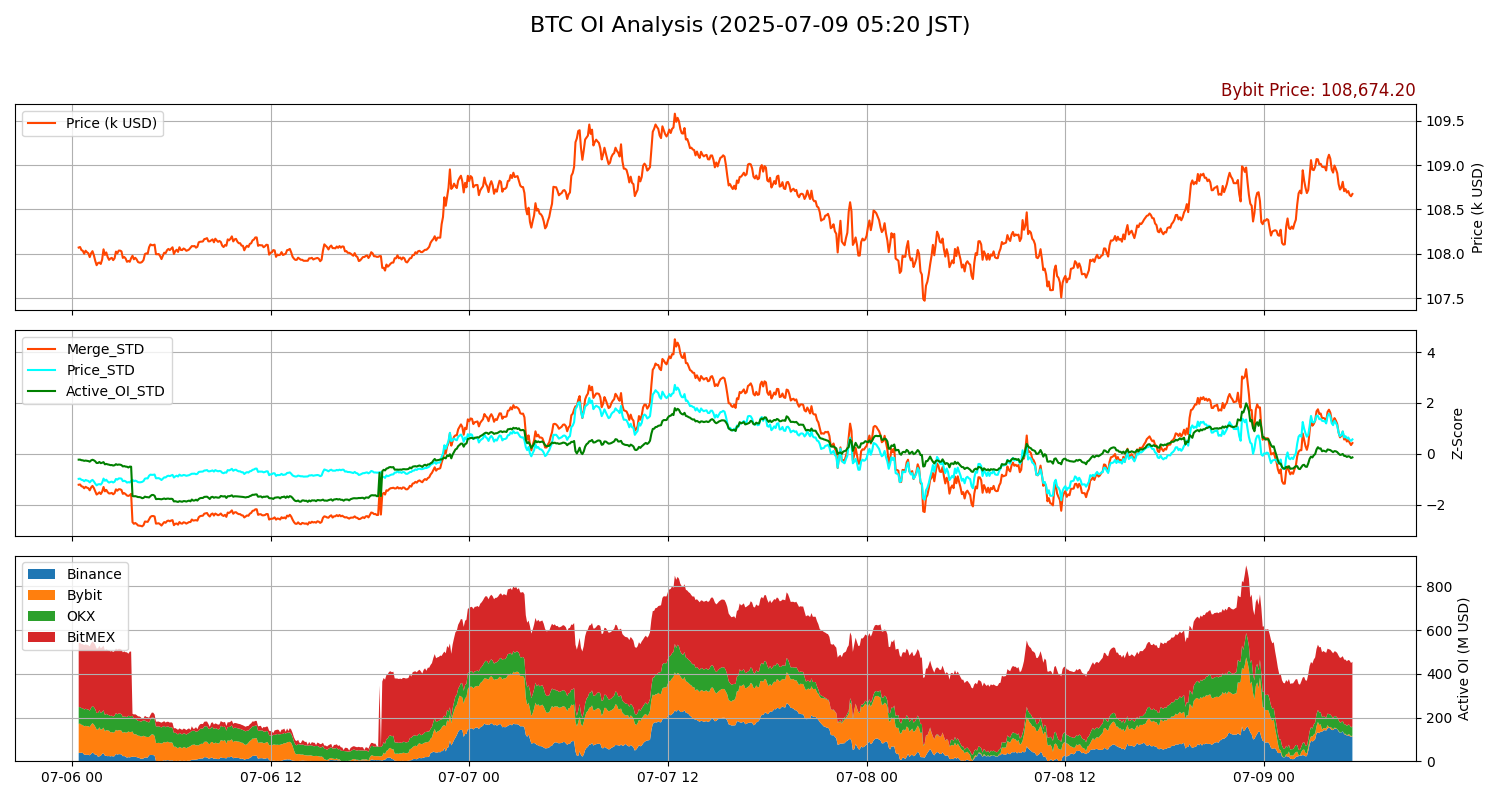 BTC OI Analysis (2025-07-09 05:20 JST)
Bybit Price: 108,674.20
Price (k USD)
109.5
109.0
108.5
108.0
107.5
Price (k USD)
Merge_STD
Price_STD
Active_OI_STD
4
2
0
−2
Z-Score
Binance
Bybit
OKX
BitMEX
800
600
400
200
0
Active OI (M USD)
07-06 00
07-06 12
07-07 00
07-07 12
07-08 00
07-08 12
07-09 00